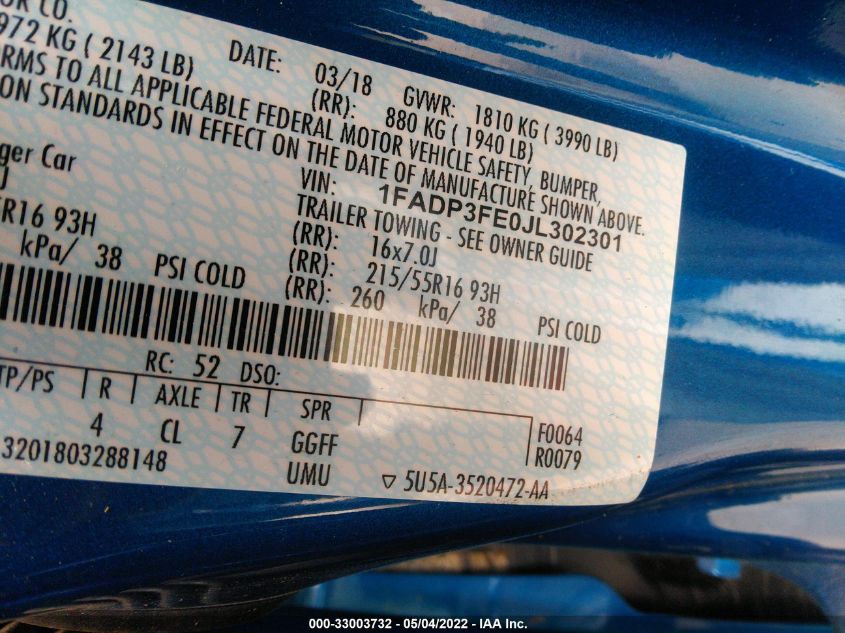 OR CO.
972 KG ( 2143 LB)
DATE: 03/18 GVWR: 1810 KG ( 3990 LB)
(RR): 880 KG ( 1940 LB)
RMS TO ALL APPLICABLE FEDERAL MOTOR VEHICLE SAFETY, BUMPER,
ON STANDARDS IN EFFECT ON THE DATE OF MANUFACTURE SHOWN ABOVE.
ger Car VIN: 1FADP3FE0JL302301
TRAILER TOWING - SEE OWNER GUIDE
J (RR): 16x7.0J
R16 93H (RR): 215/55R16 93H
kPa/ 38 PSI COLD (RR): 260 kPa/ 38 PSI COLD
RC: 52 DSO:
TP/PS R AXLE TR SPR
4 CL 7 GGFF F0064
R0079
3201803288148 UMU 5U5A-3520472-AA
000-33003732 - 05/04/2022 - IAA Inc.